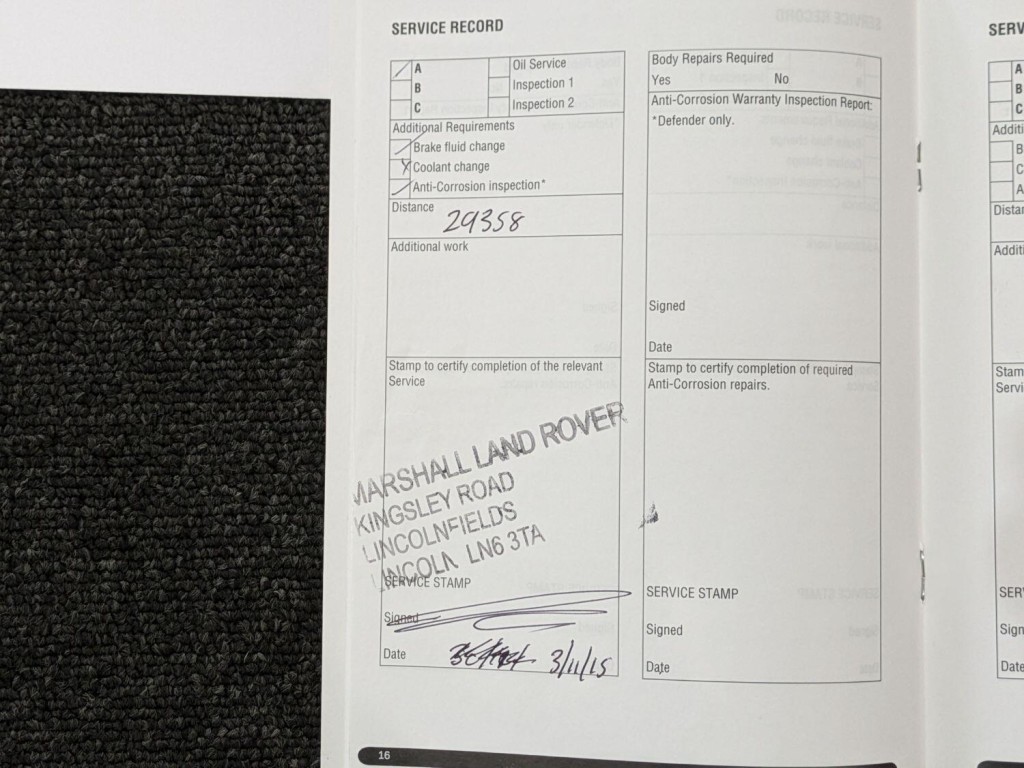 SERVICE RECORD
A
B
C
Oil Service
Inspection 1
Inspection 2
Additional Requirements
Brake fluid change
Coolant change
Anti-Corrosion inspection*
Distance
29358
Additional work
Stamp to certify completion of the relevant
Service
MARSHALL LAND ROVER
KINGSLEY ROAD
LINCOLNFIELDS
LINCOLN LN6 3TA
SERVICE STAMP
Signed
Date 3/11/15
16
Body Repairs Required
Yes No
Anti-Corrosion Warranty Inspection Report:
*Defender only.
Signed
Date
Stamp to certify completion of required
Anti-Corrosion repairs.
SERVICE STAMP
Signed
Date
SERV
A
B
C
Additi
B
C
A
Distan
Additi
Stam
Servi
SER
Sign
Date